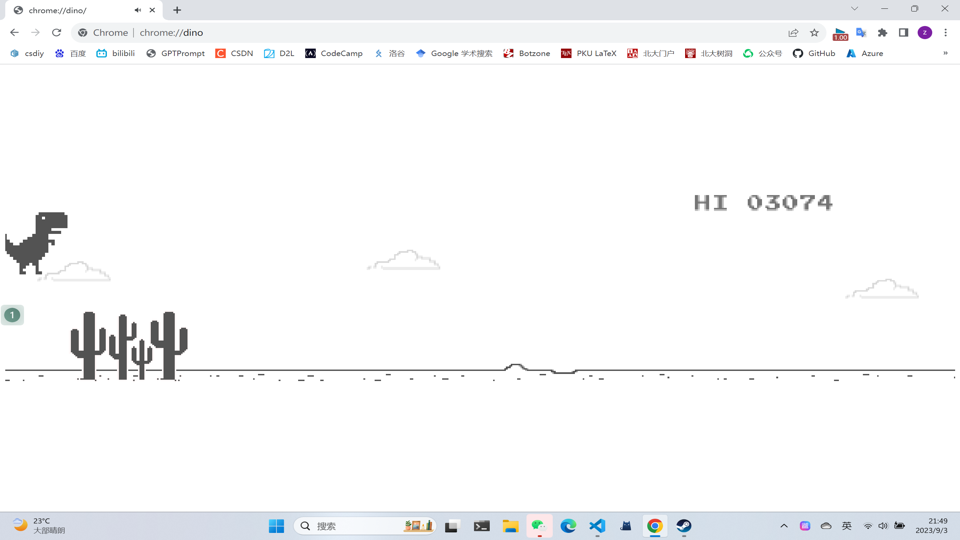 chrome://dino/
Chrome | chrome://dino
1.00
z
csdiy 百度 bilibili GPTPrompt CSDN D2L CodeCamp 洛谷 Google 学术搜索 Botzone PKU LaTeX 北大门户 北大树洞 公众号 GitHub Azure »
HI 03074
1
23°C
大部晴朗
搜索
英
21:49
2023/9/3